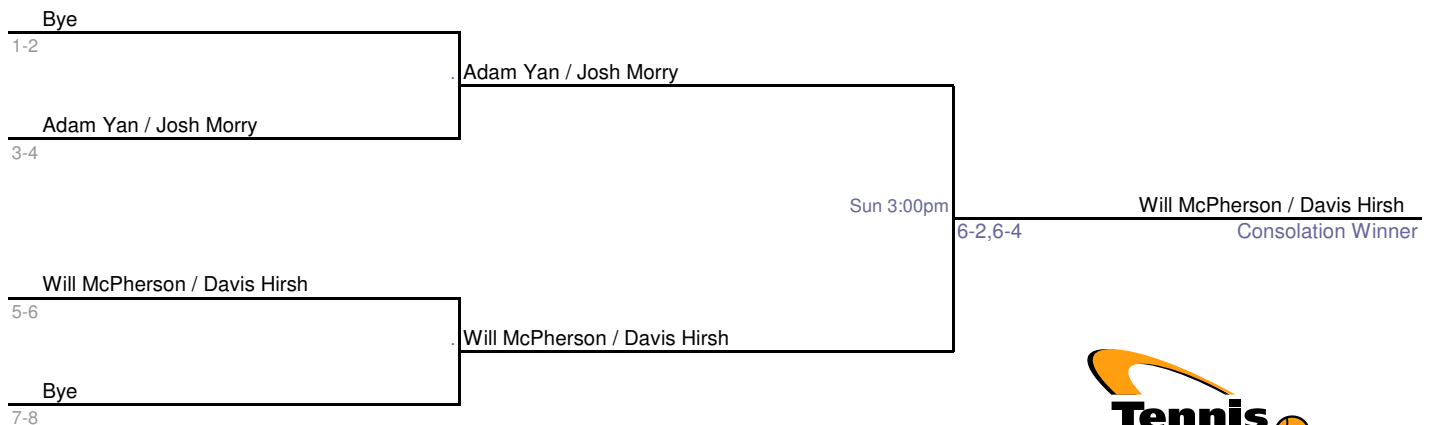 Bye
1-2
. Adam Yan / Josh Morry
Adam Yan / Josh Morry
3-4
Sun 3:00pm
Will McPherson / Davis Hirsh
6-2,6-4
Consolation Winner
Will McPherson / Davis Hirsh
5-6
. Will McPherson / Davis Hirsh
Bye
7-8
Tennis